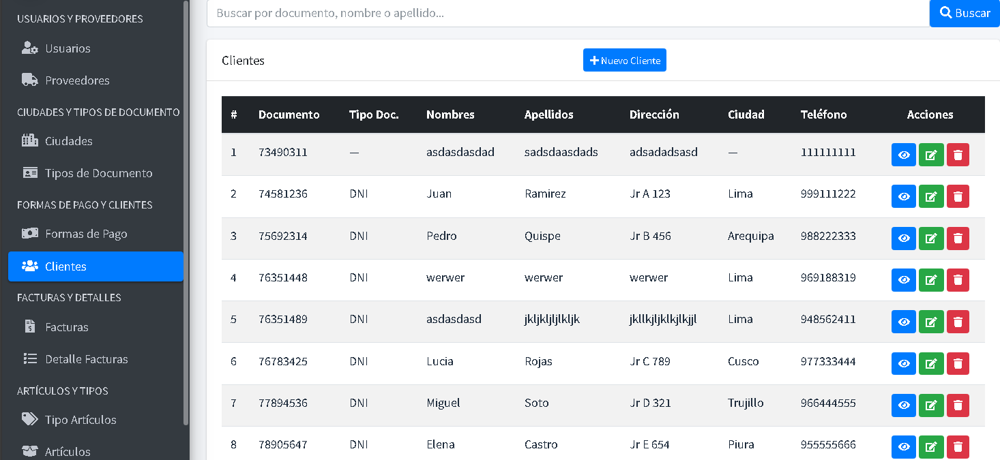 USUARIOS Y PROVEEDORES
Usuarios
Proveedores
CIUDADES Y TIPOS DE DOCUMENTO
Ciudades
Tipos de Documento
FORMAS DE PAGO Y CLIENTES
Formas de Pago
Clientes
FACTURAS Y DETALLES
Facturas
Detalle Facturas
ARTÍCULOS Y TIPOS
Tipo Artículos
Artículos
Buscar por documento, nombre o apellido... Buscar
Clientes Nuevo Cliente
# Documento Tipo Doc. Nombres Apellidos Dirección Ciudad Teléfono Acciones
1 73490311 — asdasdasdad sadsdaasdads adsadadsasd — 111111111
2 74581236 DNI Juan Ramirez Jr A 123 Lima 999111222
3 75692314 DNI Pedro Quispe Jr B 456 Arequipa 988222333
4 76351448 DNI werwer werwer werwer Lima 969188319
5 76351489 DNI asdasdasd jkljkljljlkljk jkllkjljklkjlkjjl Lima 948562411
6 76783425 DNI Lucia Rojas Jr C 789 Cusco 977333444
7 77894536 DNI Miguel Soto Jr D 321 Trujillo 966444555
8 78905647 DNI Elena Castro Jr E 654 Piura 955555666